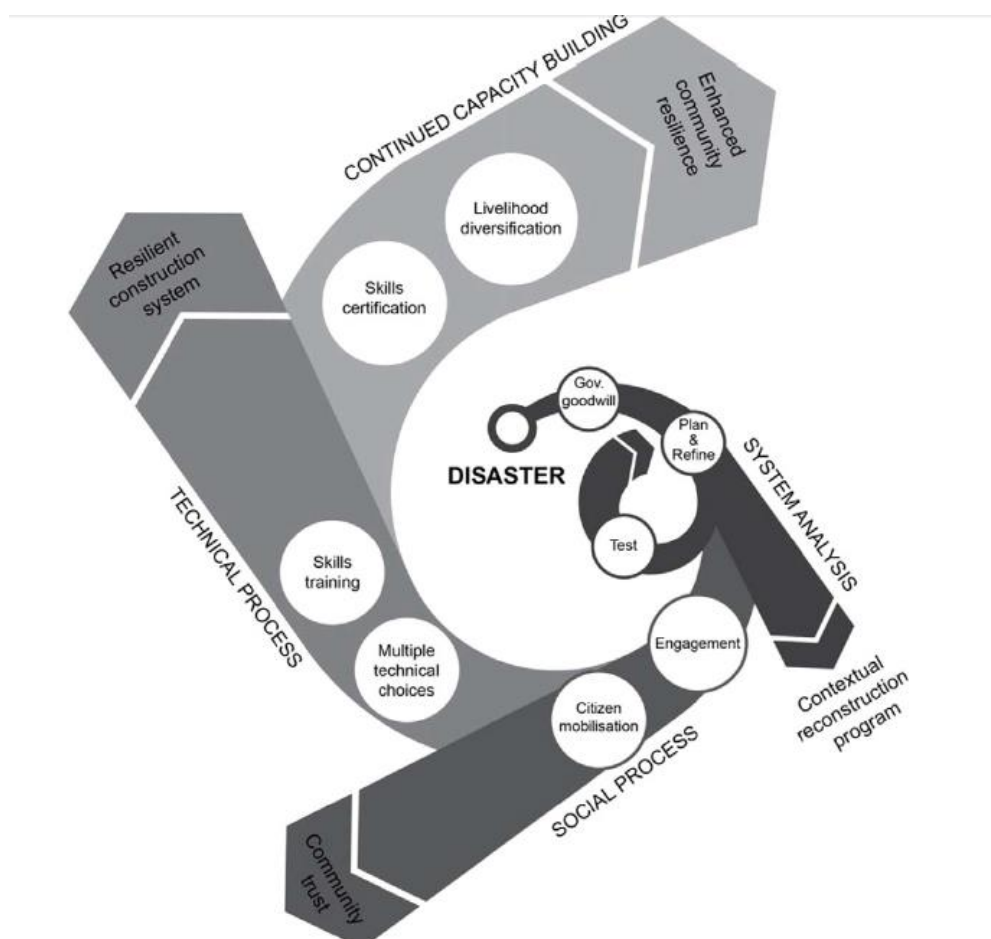 CONTINUED CAPACITY BUILDING
Enhanced
community
resilience
Livelihood
diversification
Skills
certification
Resilient
construction
system
Gov.
goodwill
Plan
&
Refine
DISASTER
SYSTEM ANALYSIS
Test
TECHNICAL PROCESS
Skills
training
Multiple
technical
choices
Engagement
Citizen
mobilisation
Contextual
reconstruction
program
SOCIAL PROCESS
Community
trust